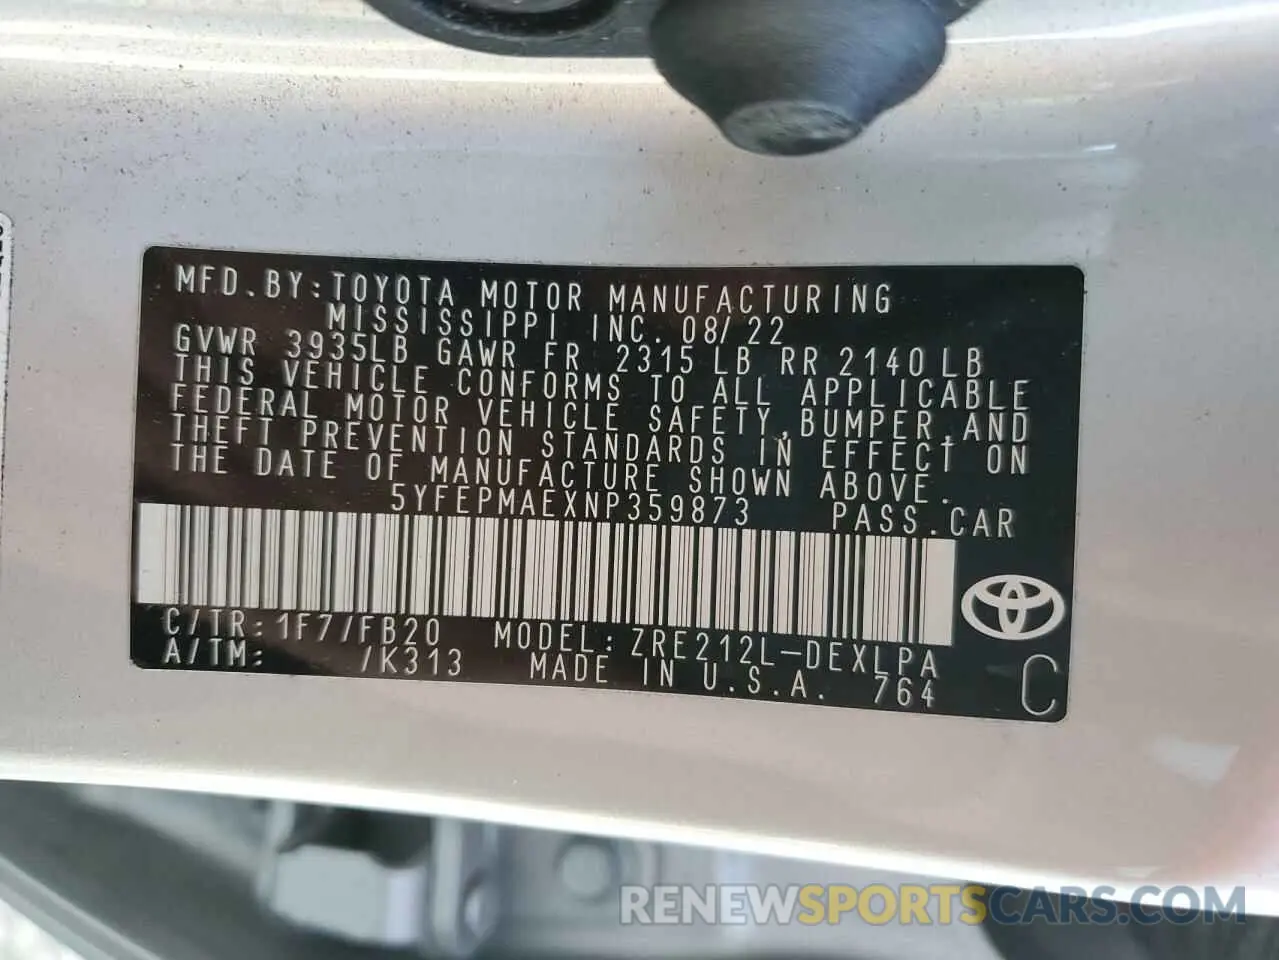 MFD.BY:TOYOTA MOTOR MANUFACTURING
MISSISSIPPI INC. 08/22
GVWR 3935LB GAWR FR 2315 LB RR 2140 LB
THIS VEHICLE CONFORMS TO ALL APPLICABLE
FEDERAL MOTOR VEHICLE SAFETY,BUMPER,AND
THEFT PREVENTION STANDARDS IN EFFECT ON
THE DATE OF MANUFACTURE SHOWN ABOVE.
5YFEPMAEXNP359873 PASS.CAR
C/TR:1F7/FB20 MODEL:ZRE212L-DEXLPA
A/TM: /K313 MADE IN U.S.A. 764 C
RENEWSPORTSCARS.COM